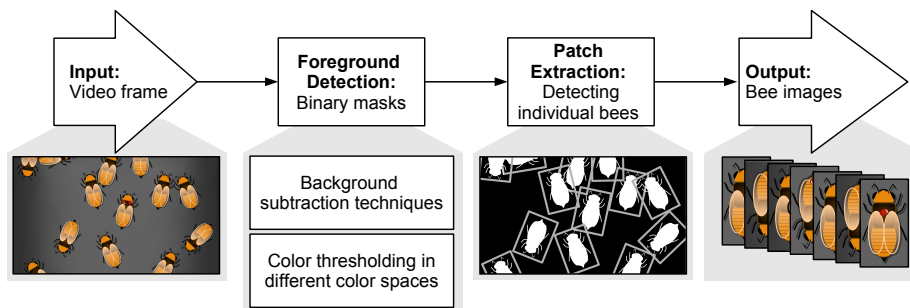 Input:
Video frame
Foreground
Detection:
Binary masks
Patch
Extraction:
Detecting
individual bees
Output:
Bee images
Background
subtraction techniques
Color thresholding in
different color spaces